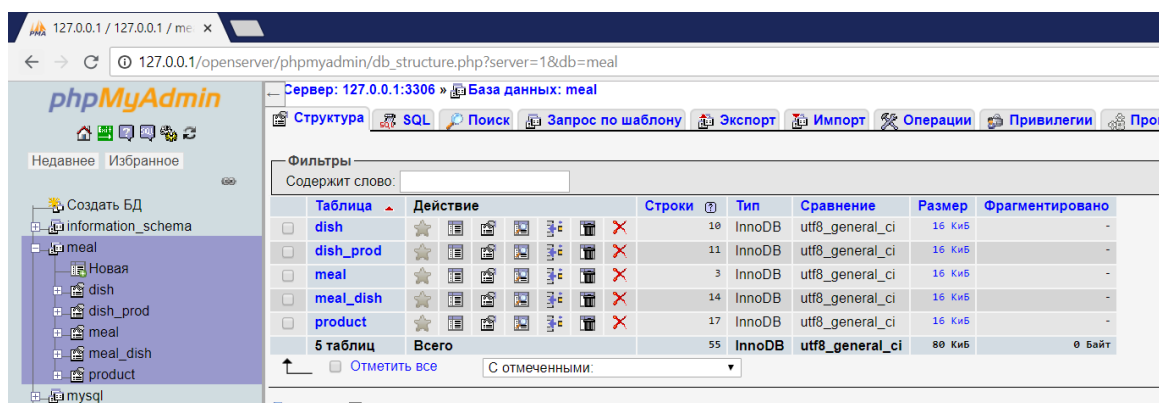 127.0.0.1 / 127.0.0.1 / me
127.0.0.1/openserver/phpmyadmin/db_structure.php?server=1&db=meal
phpMyAdmin
Недавнее Избранное
Создать БД
information_schema
meal
Новая
dish
dish_prod
meal
meal_dish
product
mysql
Сервер: 127.0.0.1:3306 » База данных: meal
Структура SQL Поиск Запрос по шаблону Экспорт Импорт Операции Привилегии Про
Фильтры
Содержит слово:
Таблица Действие Строки Тип Сравнение Размер Фрагментировано
dish 10 InnoDB utf8_general_ci 16 КиБ -
dish_prod 11 InnoDB utf8_general_ci 16 КиБ -
meal 3 InnoDB utf8_general_ci 16 КиБ -
meal_dish 14 InnoDB utf8_general_ci 16 КиБ -
product 17 InnoDB utf8_general_ci 16 КиБ -
5 таблиц Всего 55 InnoDB utf8_general_ci 80 КиБ 0 Байт
Отметить все С отмеченными: